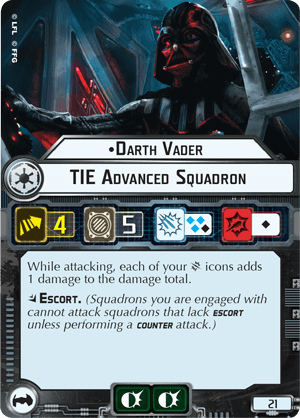 © LFL © FFG
•Darth Vader
TIE Advanced Squadron
4 5
While attacking, each of your icons adds
1 damage to the damage total.
Escort. (Squadrons you are engaged with
cannot attack squadrons that lack ESCORT
unless performing a COUNTER attack.)
21